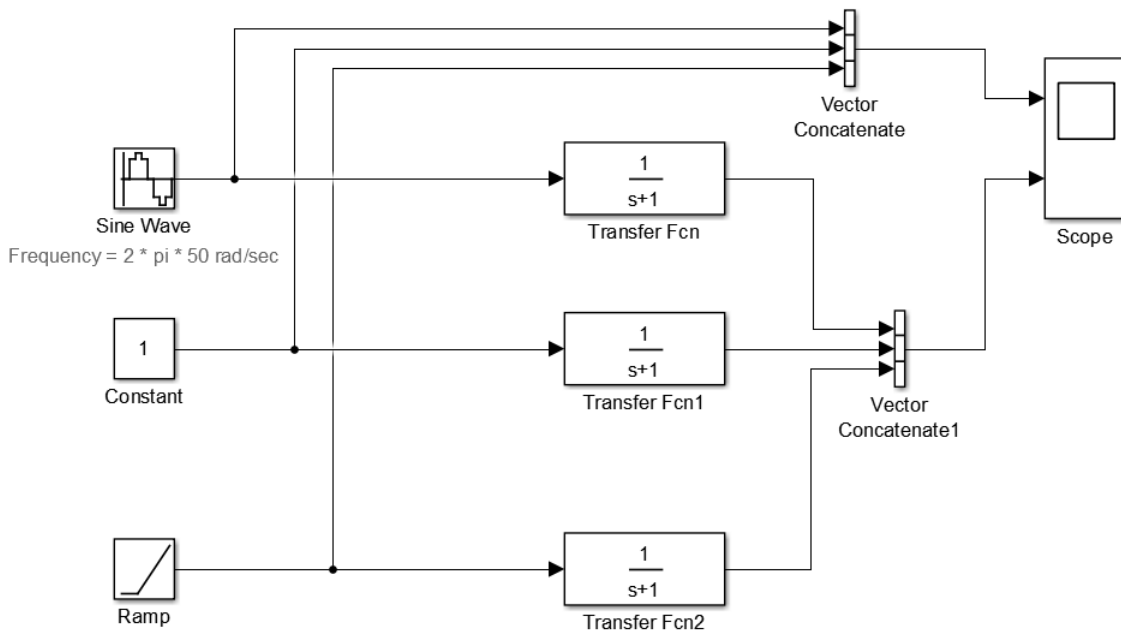 Vector
Concatenate
1
s+1
Transfer Fcn
Scope
Sine Wave
Frequency = 2 * pi * 50 rad/sec
1
Constant
1
s+1
Transfer Fcn1
Vector
Concatenate1
Ramp
1
s+1
Transfer Fcn2